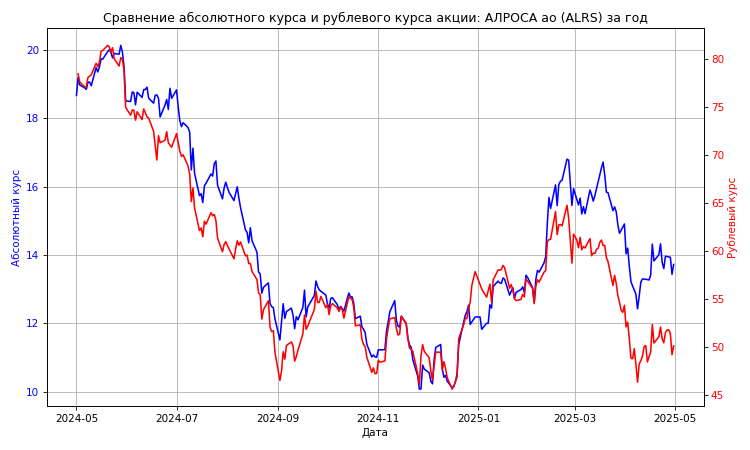 Сравнение абсолютного курса и рублевого курса акции: АЛРОСА ао (ALRS) за год
Абсолютный курс
20
18
16
14
12
10
80
75
70
65
60
55
50
45
Рублевый курс
2024-05 2024-07 2024-09 2024-11 2025-01 2025-03 2025-05
Дата